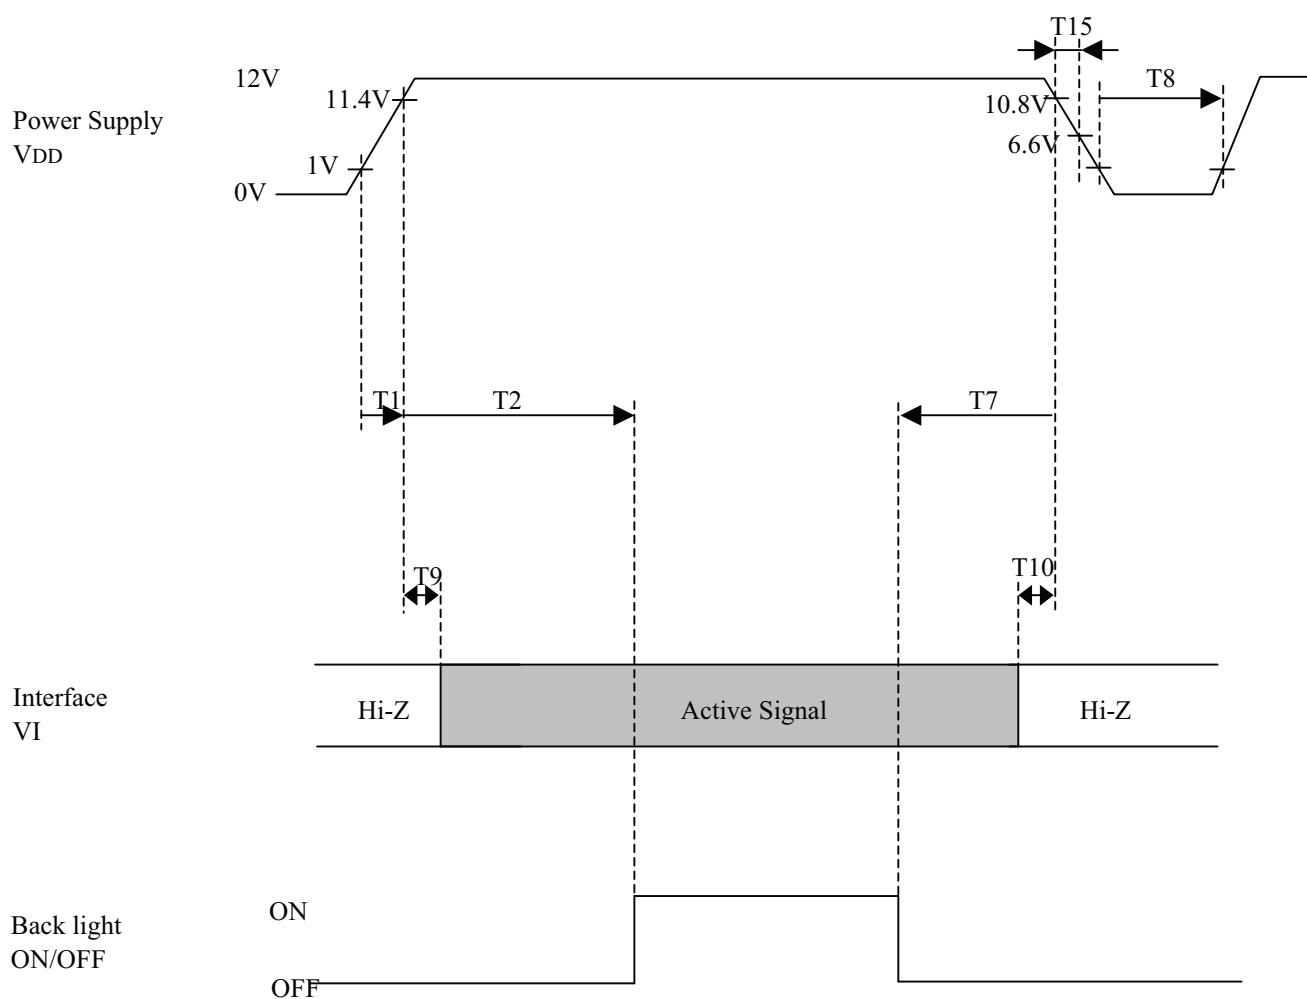 T15
12V
T8
11.4V
10.8V
Power Supply
VDD
6.6V
1V
0V
T1
T2
T7
T9
T10
Interface
VI
Hi-Z
Active Signal
Hi-Z
Back light
ON/OFF
ON
OFF